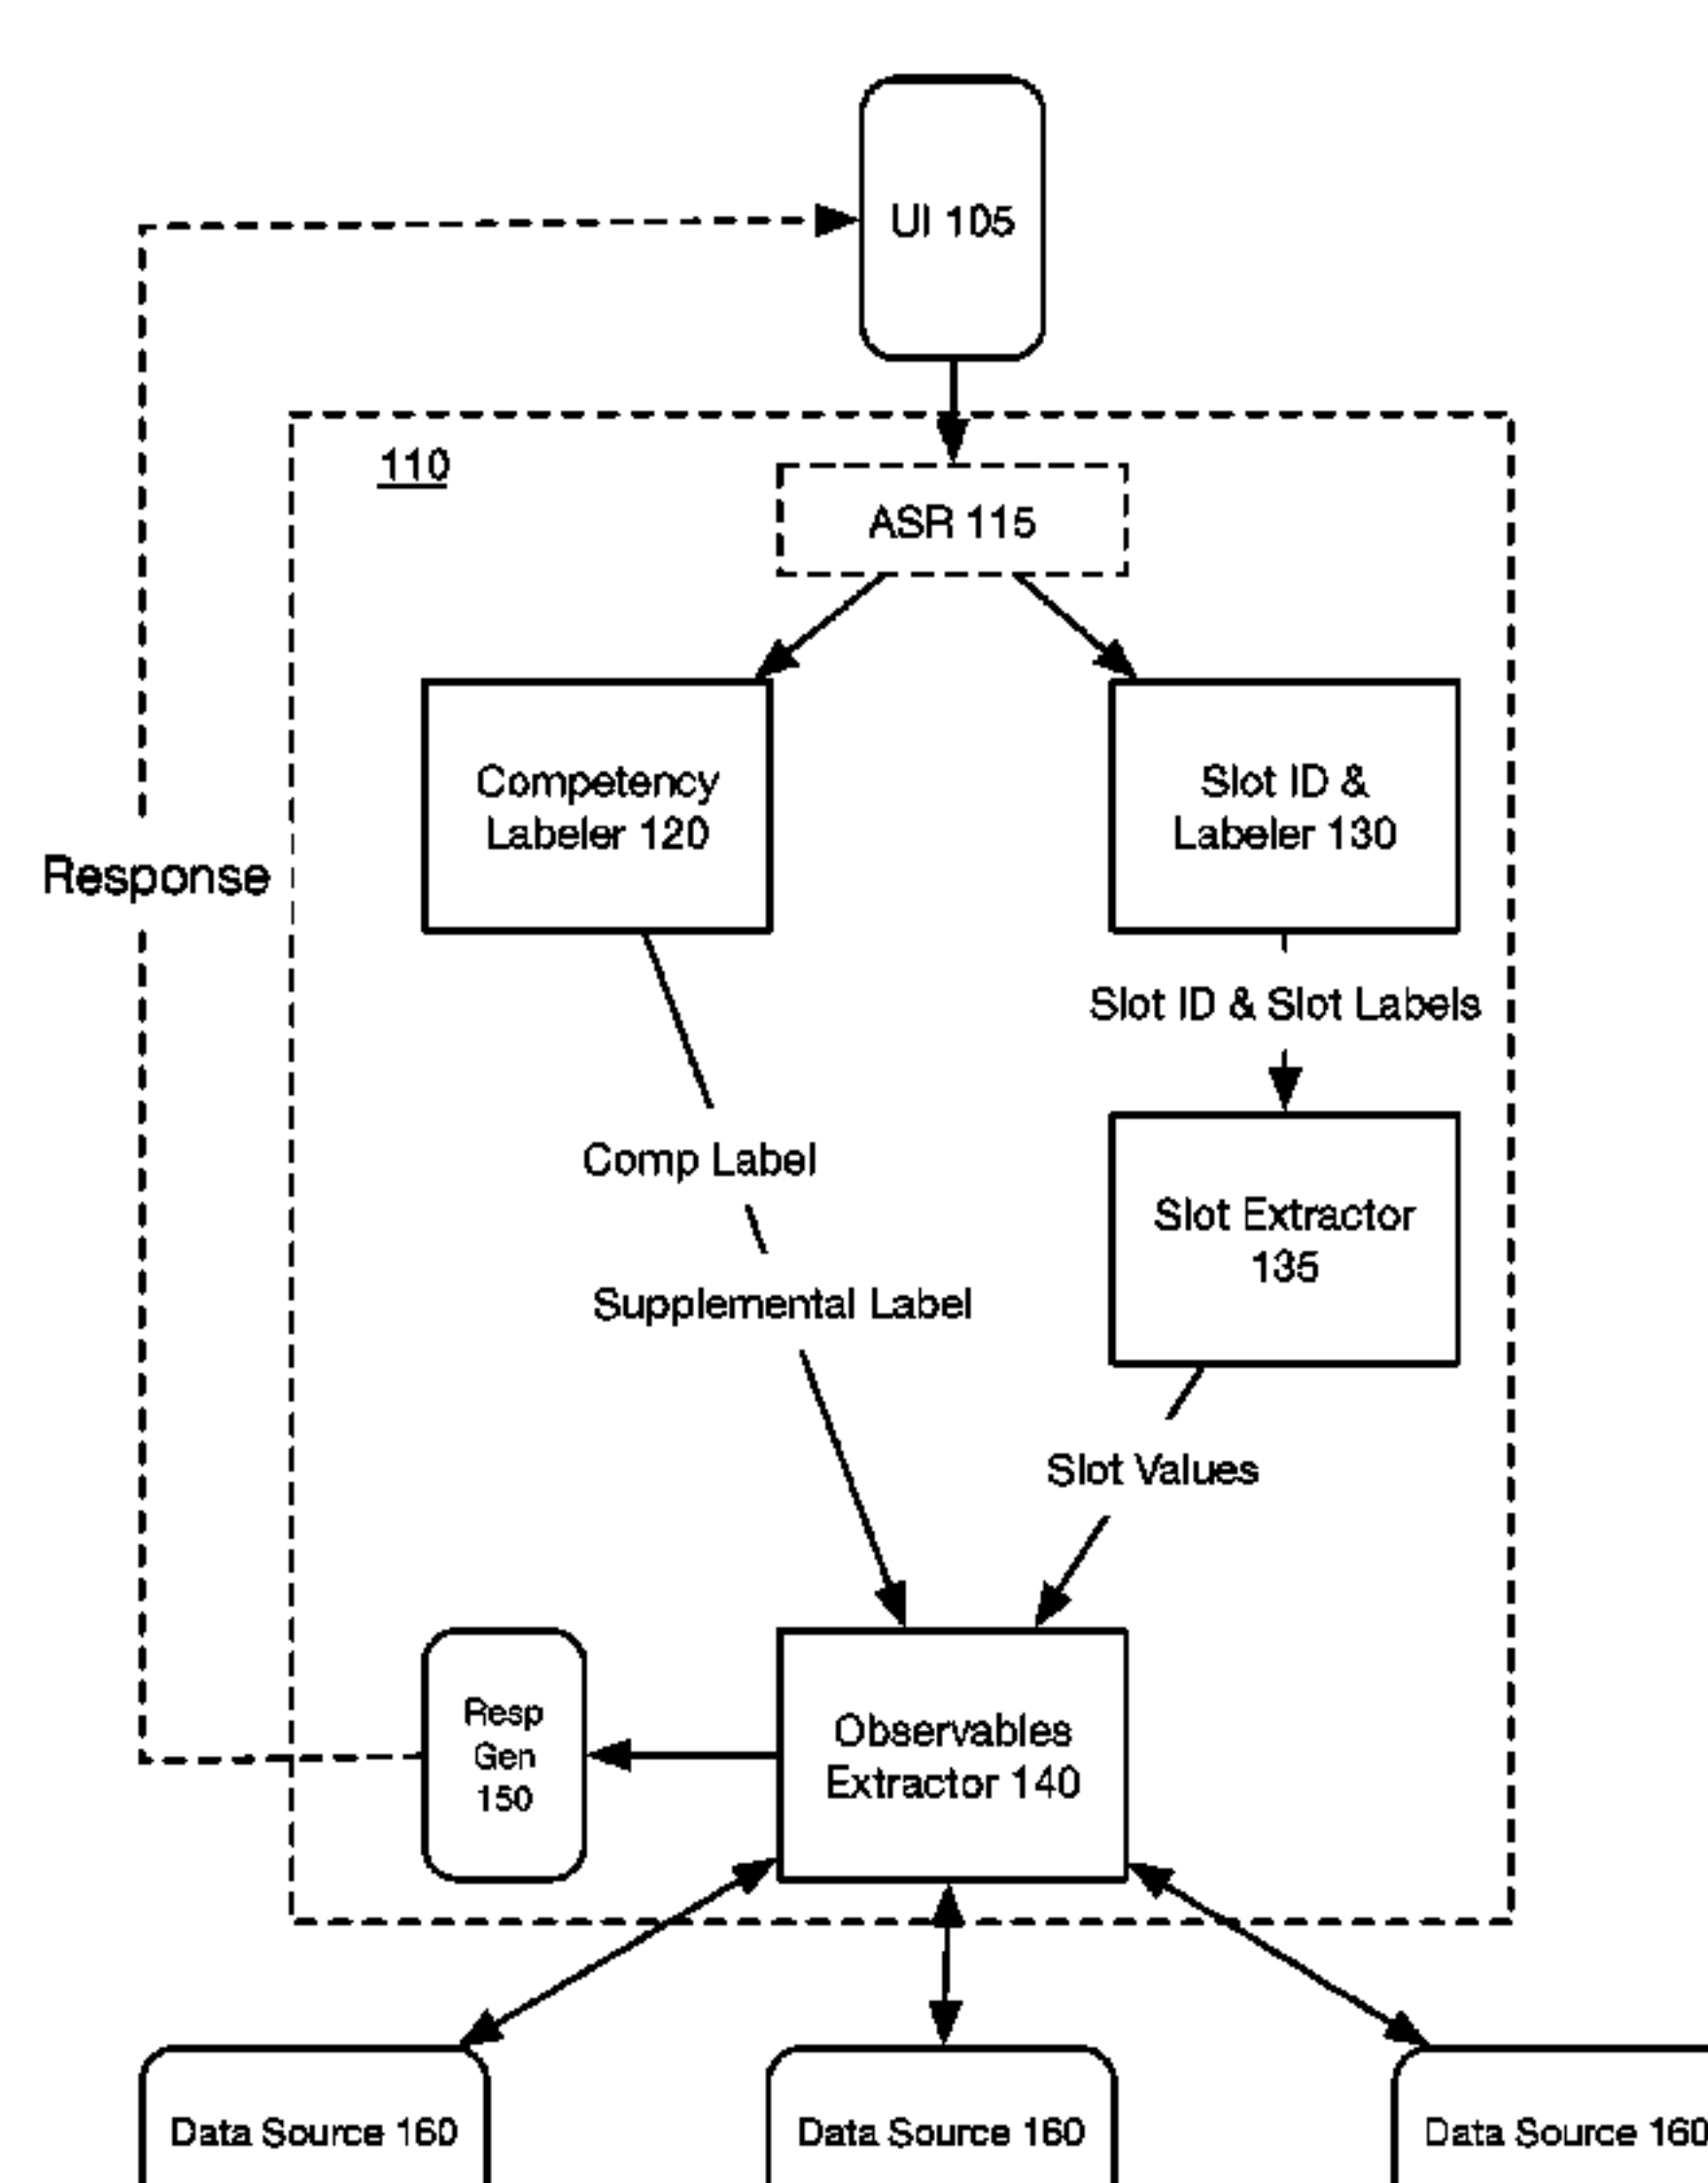 UI 105
110
ASR 115
Competency
Labeler 120
Slot ID &
Labeler 130
Response
Slot ID & Slot Labels
Comp Label
Slot Extractor
135
Supplemental Label
Slot Values
Resp
Gen
150
Observables
Extractor 140
Data Source 160
Data Source 160
Data Source 160